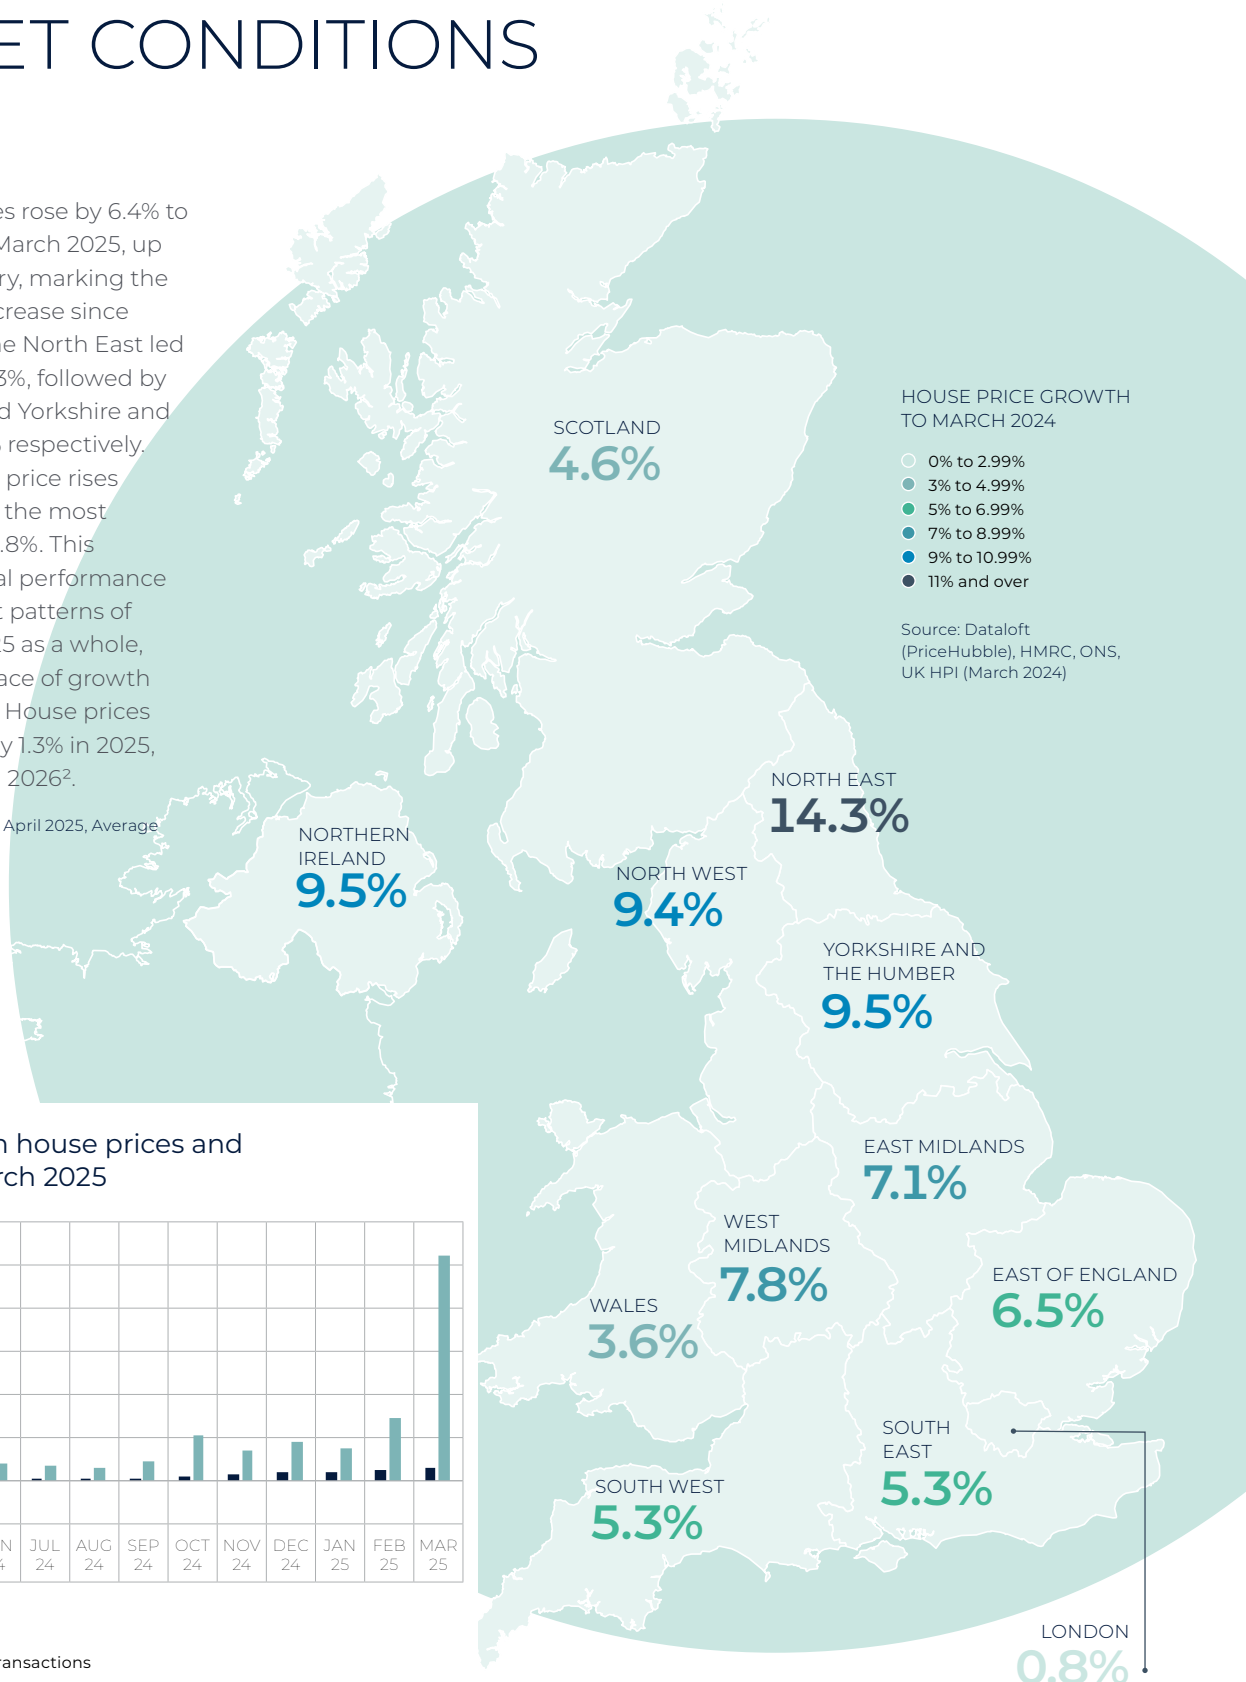 ET CONDITIONS
es rose by 6.4% to
March 2025, up
ry, marking the
crease since
ne North East led
3%, followed by
d Yorkshire and
% respectively.
price rises
the most
.8%. This
al performance
t patterns of
25 as a whole,
ace of growth
House prices
y 1.3% in 2025,
2026².
April 2025, Average
SCOTLAND
4.6%
HOUSE PRICE GROWTH
TO MARCH 2024
0% to 2.99%
3% to 4.99%
5% to 6.99%
7% to 8.99%
9% to 10.99%
11% and over
Source: Dataloft
(PriceHubble), HMRC, ONS,
UK HPI (March 2024)
NORTH EAST
14.3%
NORTHERN
IRELAND
9.5%
NORTH WEST
9.4%
YORKSHIRE AND
THE HUMBER
9.5%
EAST MIDLANDS
7.1%
WEST
MIDLANDS
7.8%
EAST OF ENGLAND
6.5%
WALES
3.6%
SOUTH
EAST
5.3%
SOUTH WEST
5.3%
LONDON
0.8%
n house prices and
rch 2025
N JUL AUG SEP OCT NOV DEC JAN FEB MAR
4 24 24 24 24 24 24 25 25 25
ransactions